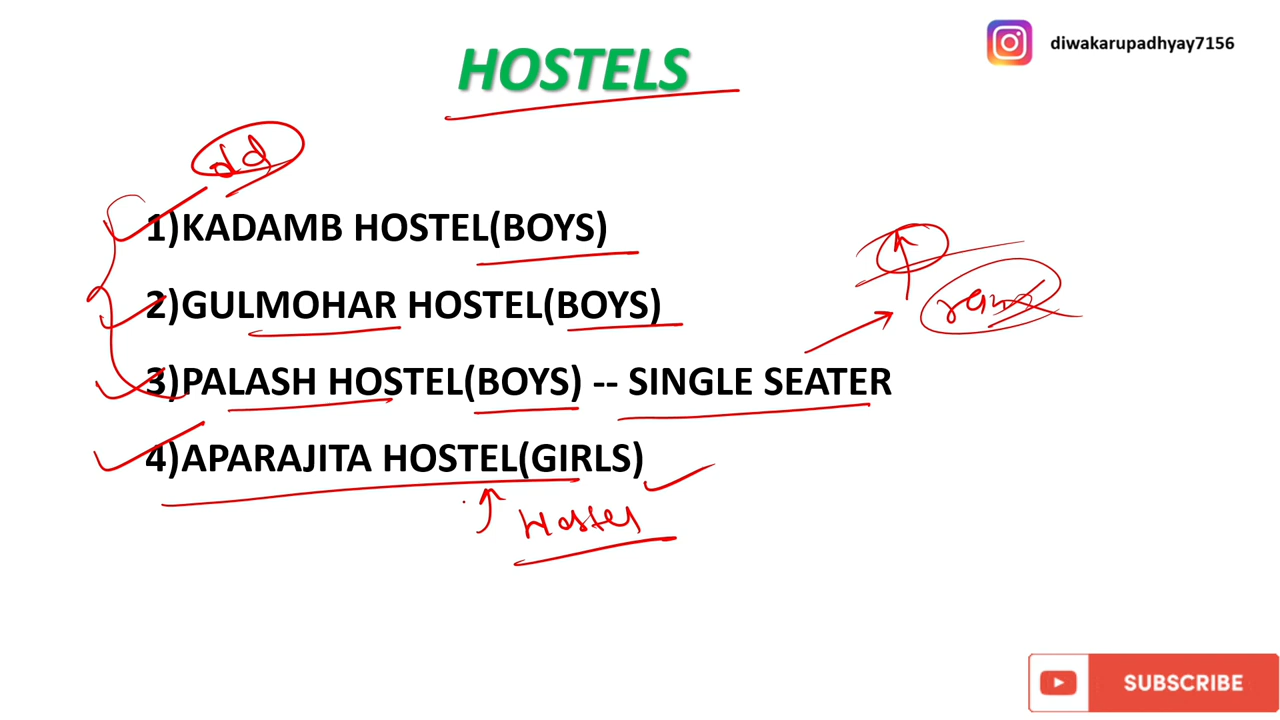 HOSTELS
diwakarupadhyay7156
dd
1)KADAMB HOSTEL(BOYS)
2)GULMOHAR HOSTEL(BOYS)
3)PALASH HOSTEL(BOYS) -- SINGLE SEATER
4)APARAJITA HOSTEL(GIRLS)
Hostel
SUBSCRIBE